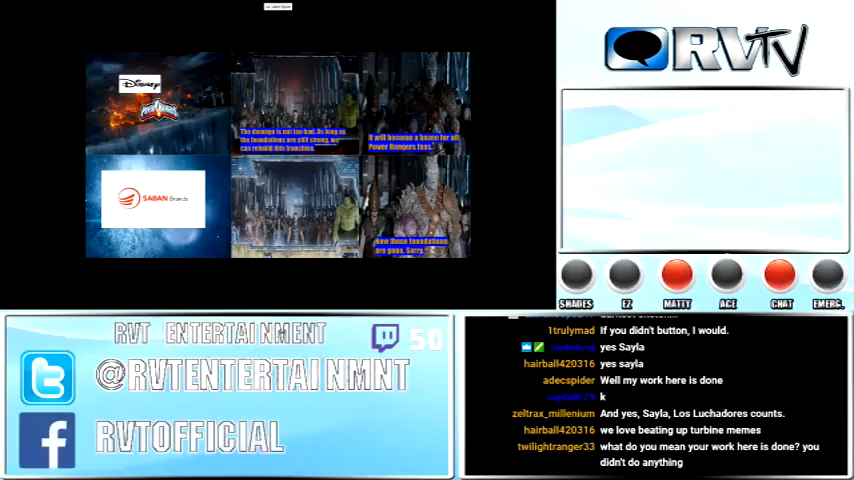 RVTV
Disney
The damage is not too bad. As long as
the foundations are still strong, we
can rebuild this franchise.
It will become a haven for all
Power Rangers fans.
SABAN Brands
Now those foundations
are gone. Sorry.
SHADES
EZ
MATTY
ACE
CHAT
EMERG.
RVT ENTERTAINMENT
50
@RVTENTERTAINMNT
RVTOFFICIAL
1trulymad If you didn't button, I would.
yes Sayla
hairball420316 yes sayla
adecspider Well my work here is done
k
zeltrax_millenium And yes, Sayla, Los Luchadores counts.
hairball420316 we love beating up turbine memes
twilightranger33 what do you mean your work here is done? you
didn't do anything